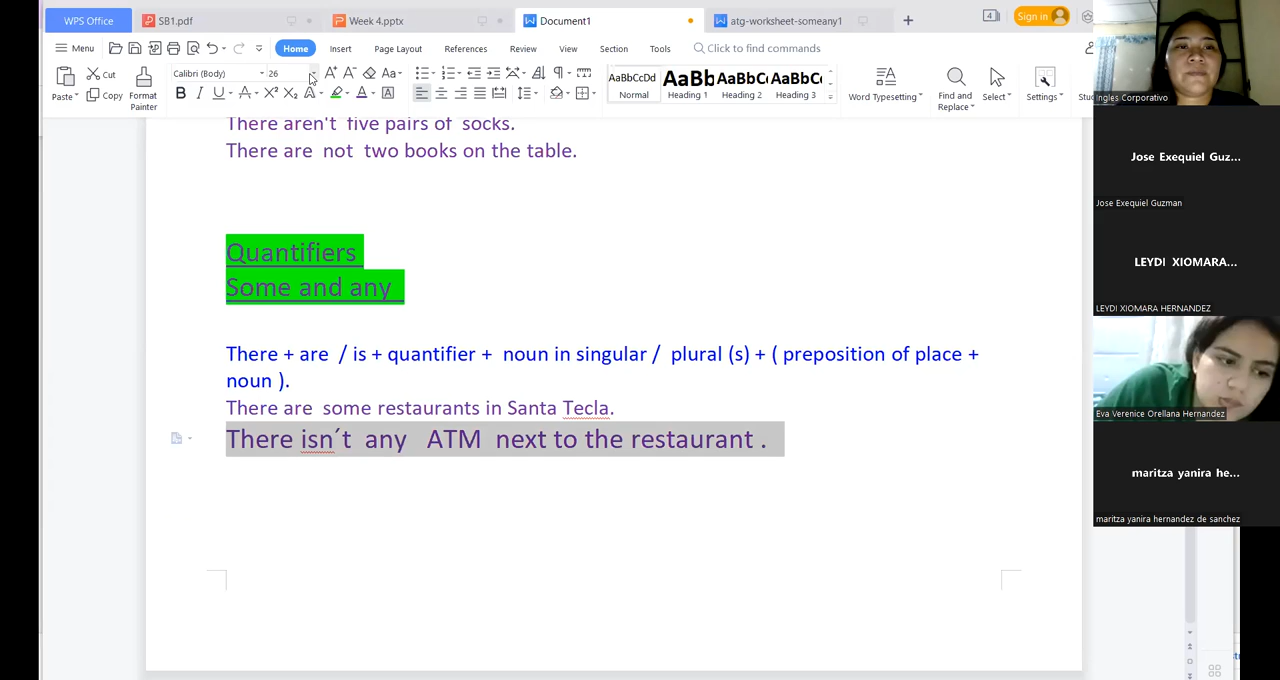 WPS Office
SB1.pdf
Week 4.pptx
Document1
atg-worksheet-someany1
+
4
Sign in
Menu
Home
Insert
Page Layout
References
Review
View
Section
Tools
Click to find commands
Paste
Cut
Copy
Format
Painter
Calibri (Body)
26
AaBbCcDd
Normal
AaBb
Heading 1
AaBbC
Heading 2
AaBbC
Heading 3
Word Typesetting
Find and
Replace
Select
Settings
Ingles Corporativo
There aren't five pairs of socks.
There are not two books on the table.
Quantifiers
Some and any
There + are / is + quantifier + noun in singular / plural (s) + ( preposition of place +
noun ).
There are some restaurants in Santa Tecla.
There isn´t any ATM next to the restaurant .
Jose Exequiel Guz...
Jose Exequiel Guzman
LEYDI XIOMARA...
LEYDI XIOMARA HERNANDEZ
Eva Verenice Orellana Hernandez
maritza yanira he...
maritza yanira hernandez de sanchez